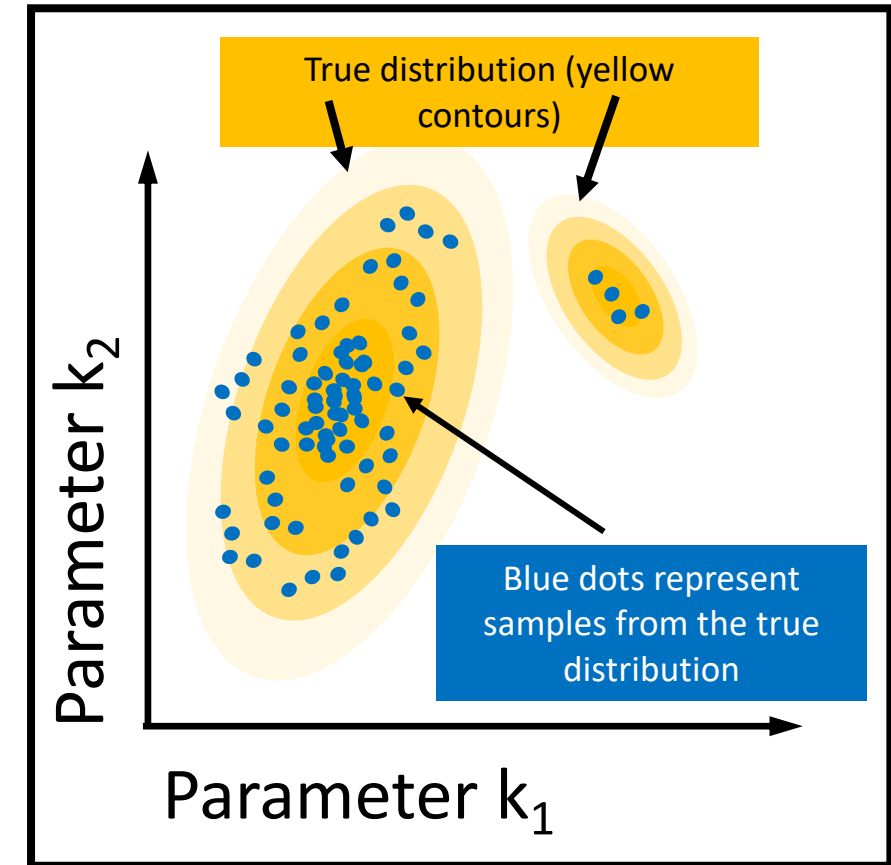 True distribution (yellow
contours)
Parameter k₂
Blue dots represent
samples from the true
distribution
Parameter k₁